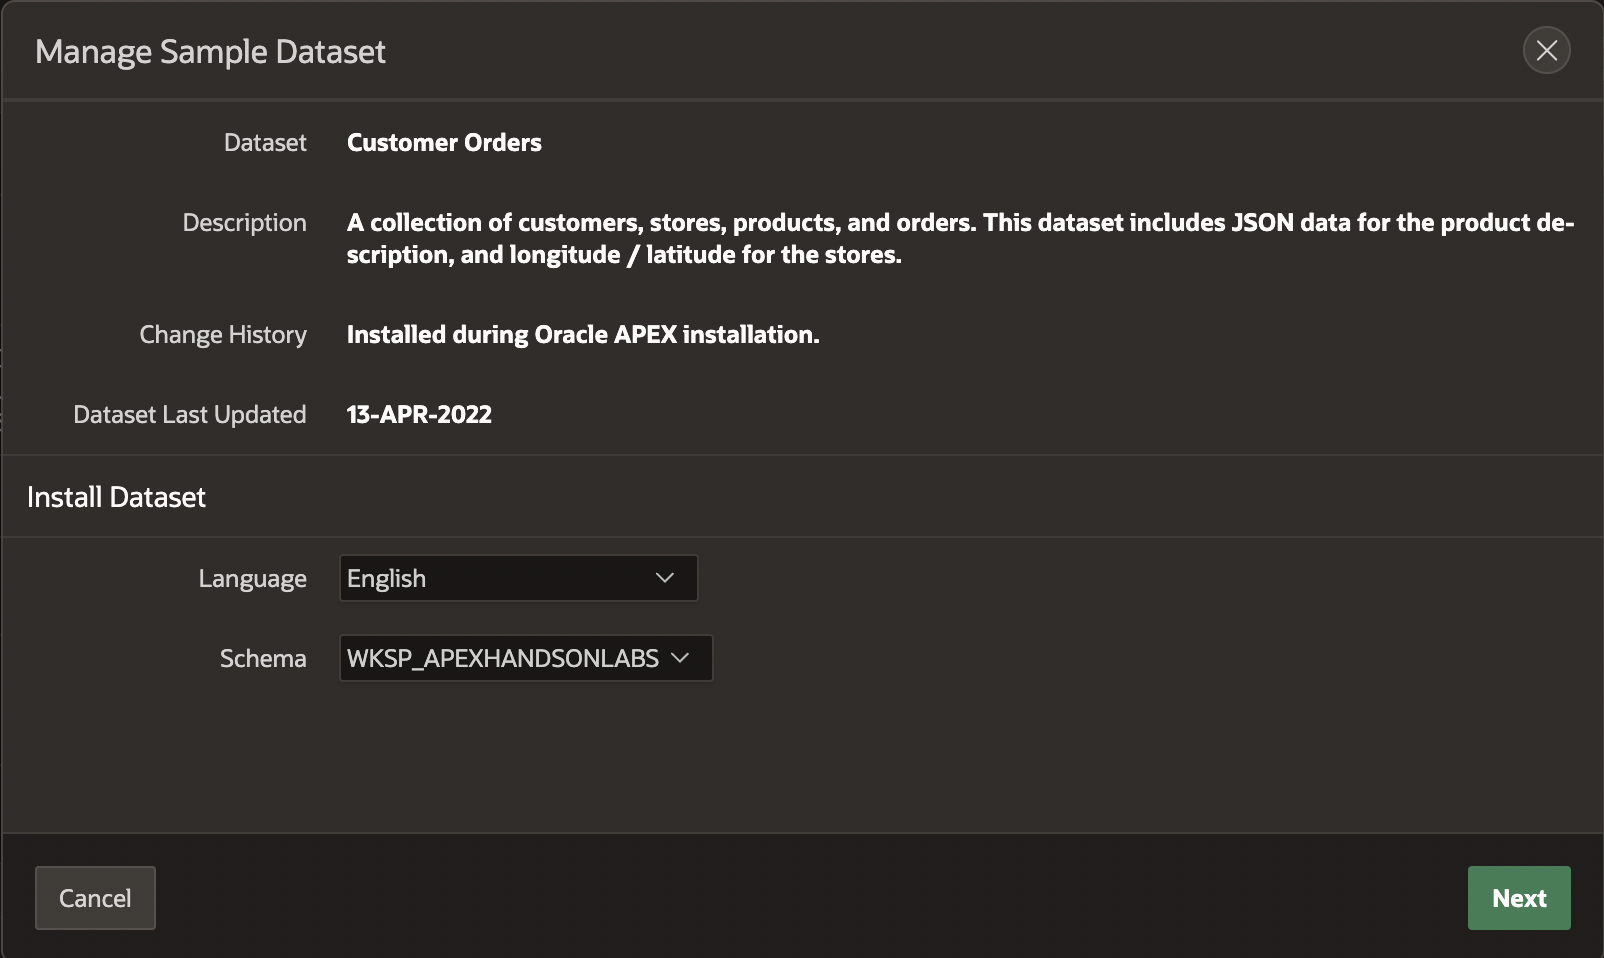 Manage Sample Dataset
Dataset Customer Orders
Description A collection of customers, stores, products, and orders. This dataset includes JSON data for the product de-
scription, and longitude / latitude for the stores.
Change History Installed during Oracle APEX installation.
Dataset Last Updated 13-APR-2022
Install Dataset
Language English
Schema WKSP_APEXHANDSONLABS
Cancel Next